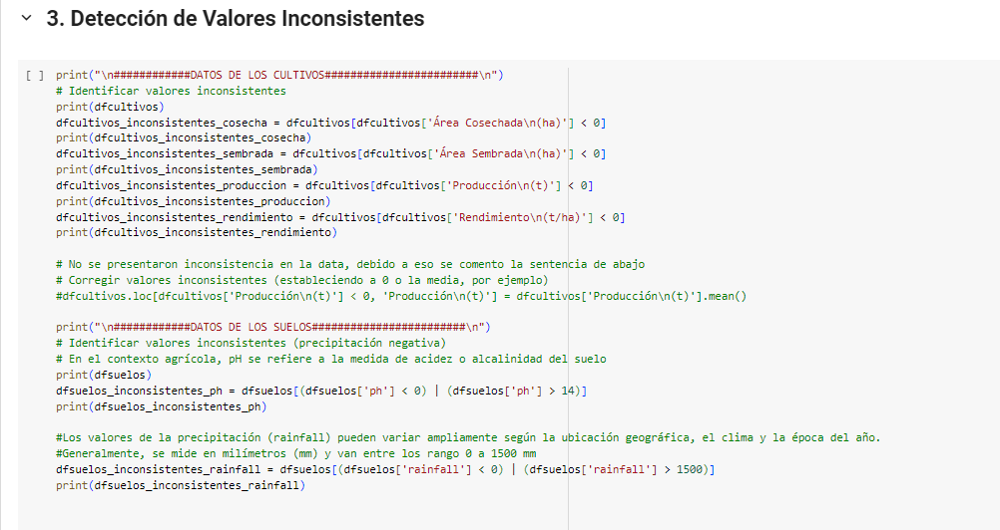 3. Detección de Valores Inconsistentes
[ ] print("\n############DATOS DE LOS CULTIVOS########################\n")
# Identificar valores inconsistentes
print(dfcultivos)
dfcultivos_inconsistentes_cosecha = dfcultivos[dfcultivos['Área Cosechada\n(ha)'] < 0]
print(dfcultivos_inconsistentes_cosecha)
dfcultivos_inconsistentes_sembrada = dfcultivos[dfcultivos['Área Sembrada\n(ha)'] < 0]
print(dfcultivos_inconsistentes_sembrada)
dfcultivos_inconsistentes_produccion = dfcultivos[dfcultivos['Producción\n(t)'] < 0]
print(dfcultivos_inconsistentes_produccion)
dfcultivos_inconsistentes_rendimiento = dfcultivos[dfcultivos['Rendimiento\n(t/ha)'] < 0]
print(dfcultivos_inconsistentes_rendimiento)
# No se presentaron inconsistencia en la data, debido a eso se comento la sentencia de abajo
# Corregir valores inconsistentes (estableciendo a 0 o la media, por ejemplo)
#dfcultivos.loc[dfcultivos['Producción\n(t)'] < 0, 'Producción\n(t)'] = dfcultivos['Producción\n(t)'].mean()
print("\n############DATOS DE LOS SUELOS########################\n")
# Identificar valores inconsistentes (precipitación negativa)
# En el contexto agrícola, pH se refiere a la medida de acidez o alcalinidad del suelo
print(dfsuelos)
dfsuelos_inconsistentes_ph = dfsuelos[(dfsuelos['ph'] < 0) | (dfsuelos['ph'] > 14)]
print(dfsuelos_inconsistentes_ph)
#Los valores de la precipitación (rainfall) pueden variar ampliamente según la ubicación geográfica, el clima y la época del año.
#Generalmente, se mide en milímetros (mm) y van entre los rango 0 a 1500 mm
dfsuelos_inconsistentes_rainfall = dfsuelos[(dfsuelos['rainfall'] < 0) | (dfsuelos['rainfall'] > 1500)]
print(dfsuelos_inconsistentes_rainfall)